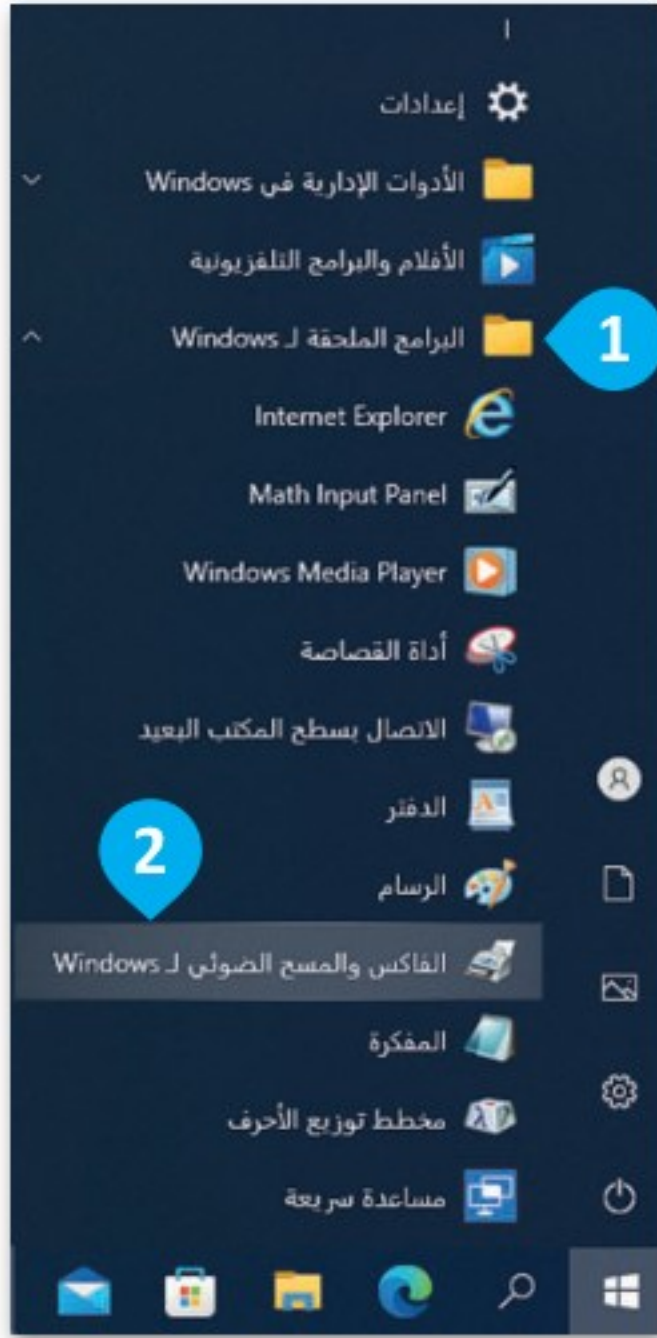 أ
إعدادات
الأدوات الإدارية في Windows
الأفلام والبرامج التلفزيونية
البرامج الملحقة لـ Windows
1
Internet Explorer
Math Input Panel
Windows Media Player
أداة القصاصة
الاتصال بسطح المكتب البعيد
الدفتر
2
الرسام
الفاكس والمسح الضوئي لـ Windows
المفكرة
مخطط توزيع الأحرف
مساعدة سريعة